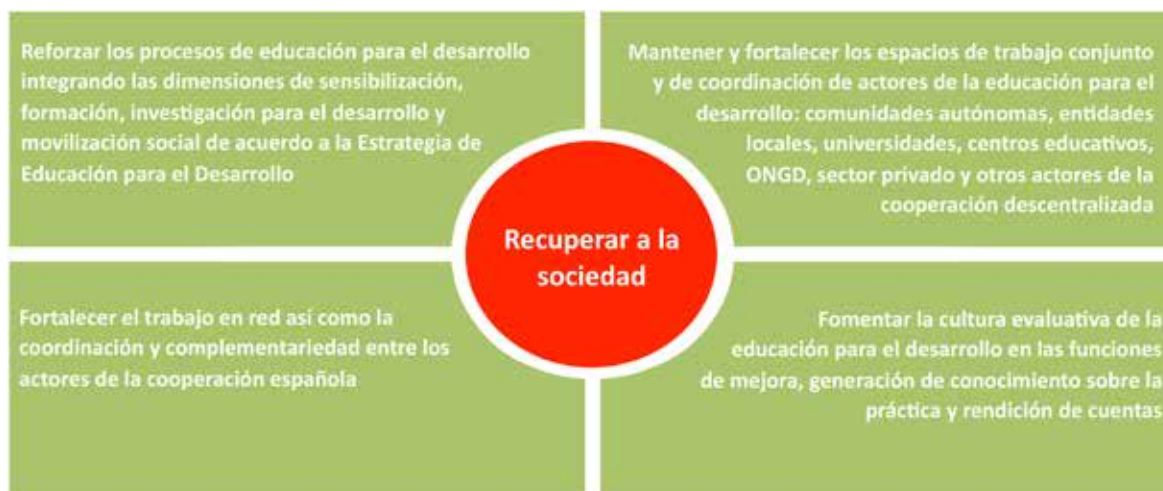 Reforzar los procesos de educación para el desarrollo
integrando las dimensiones de sensibilización,
formación, investigación para el desarrollo y
movilización social de acuerdo a la Estrategia de
Educación para el Desarrollo
Mantener y fortalecer los espacios de trabajo conjunto
y de coordinación de actores de la educación para el
desarrollo: comunidades autónomas, entidades
locales, universidades, centros educativos,
ONGD, sector privado y otros actores de la
cooperación descentralizada
Recuperar a la
sociedad
Fortalecer el trabajo en red así como la
coordinación y complementariedad entre los
actores de la cooperación española
Fomentar la cultura evaluativa de la
educación para el desarrollo en las funciones
de mejora, generación de conocimiento sobre la
práctica y rendición de cuentas